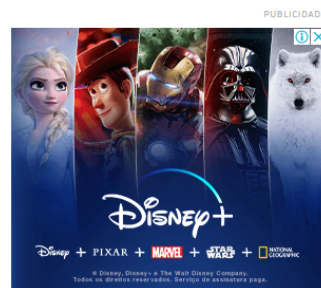 PUBLICIDAD
Disney+
Disney + PIXAR + MARVEL + STAR WARS + NATIONAL GEOGRAPHIC
© Disney, Disney+ e The Walt Disney Company.
Todos os direitos reservados. Serviço de assinatura paga.